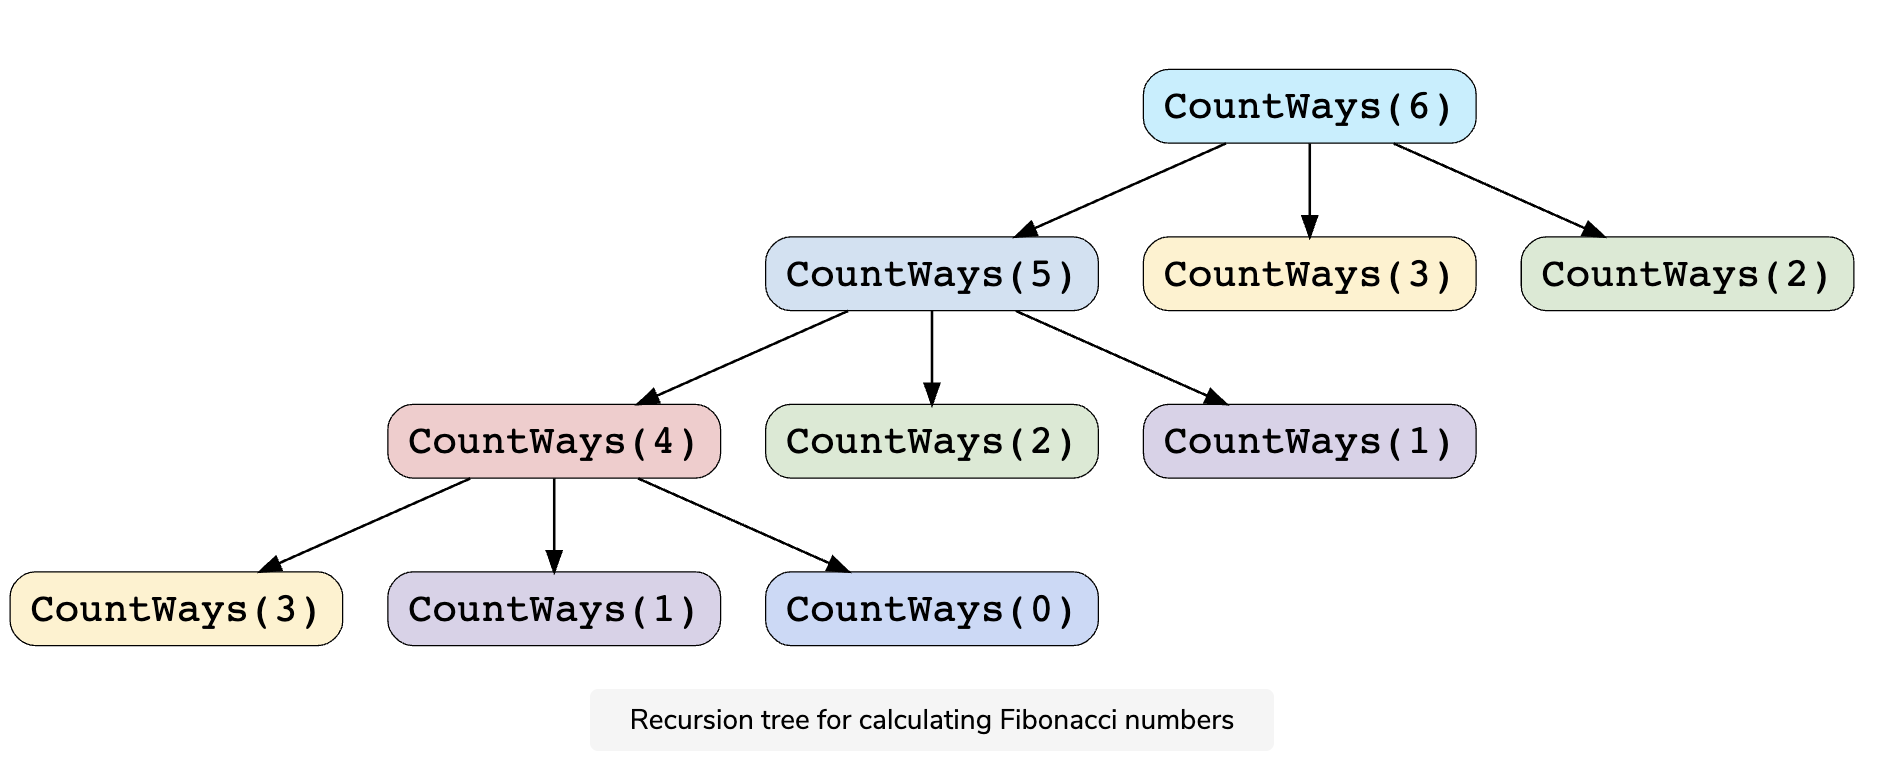 CountWays(6)
CountWays(5)
CountWays(3)
CountWays(2)
CountWays(4)
CountWays(2)
CountWays(1)
CountWays(3)
CountWays(1)
CountWays(0)
Recursion tree for calculating Fibonacci numbers